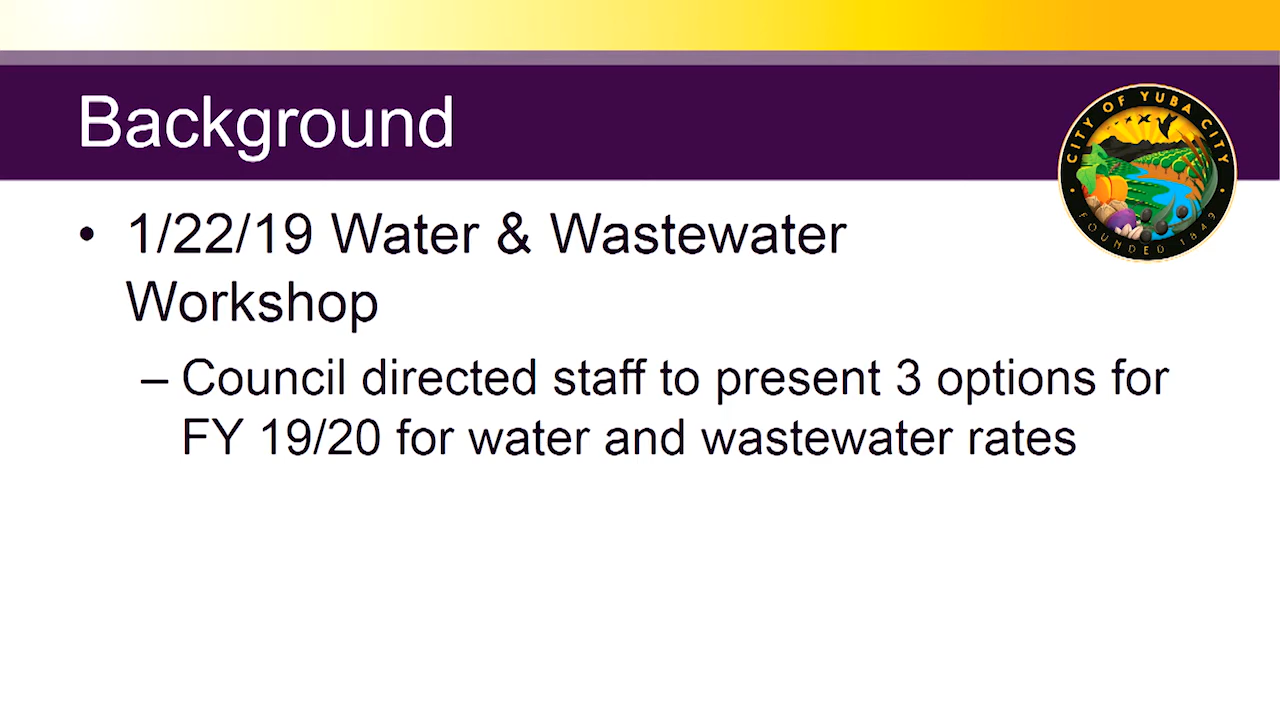 Background
CITY OF YUBA CITY
FOUNDED 1849
• 1/22/19 Water & Wastewater
Workshop
– Council directed staff to present 3 options for
FY 19/20 for water and wastewater rates